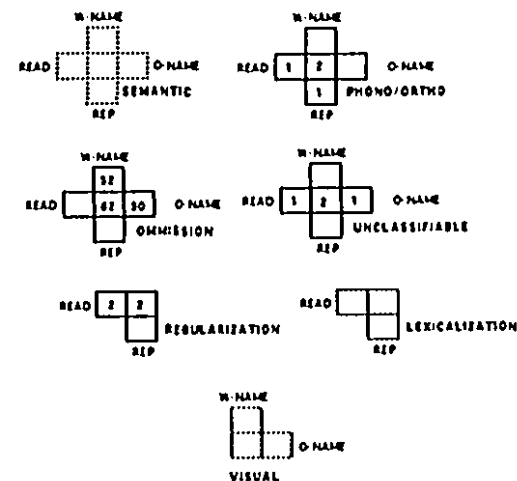 W-NAME W-NAME
READ O-NAME READ 1 2 O-NAME
SEMANTIC 1 PHONO/ORTHO
REP REP
W-NAME W-NAME
52
READ 62 30 O-NAME READ 2 1 O-NAME
OMMISSION UNCLASSIFIABLE
REP REP
READ 2 2 READ
REGULARIZATION LEXICALIZATION
REP REP
W-NAME
O-NAME
VISUAL